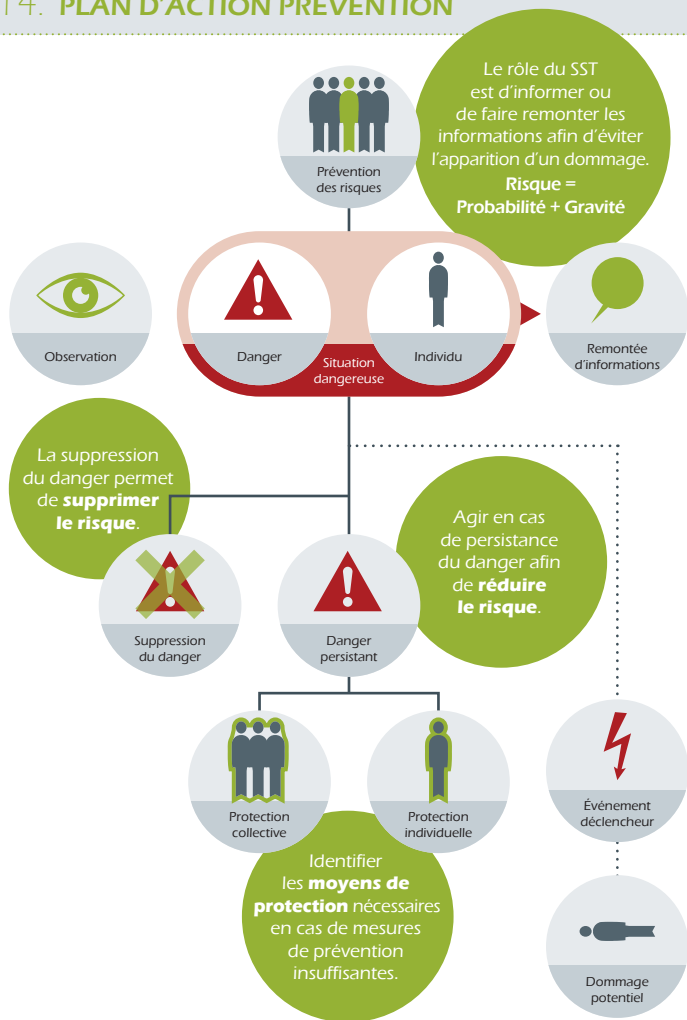 14. PLAN D'ACTION PRÉVENTION
Le rôle du SST
est d'informer ou
de faire remonter les
informations afin d'éviter
l'apparition d'un dommage.
Risque =
Probabilité + Gravité
Prévention
des risques
Observation
Danger
Situation
dangereuse
Individu
Remontée
d'informations
La suppression
du danger permet
de supprimer
le risque.
Agir en cas
de persistance
du danger afin
de réduire
le risque.
Suppression
du danger
Danger
persistant
Protection
collective
Protection
individuelle
Événement
déclencheur
Identifier
les moyens de
protection nécessaires
en cas de mesures
de prévention
insuffisantes.
Dommage
potentiel